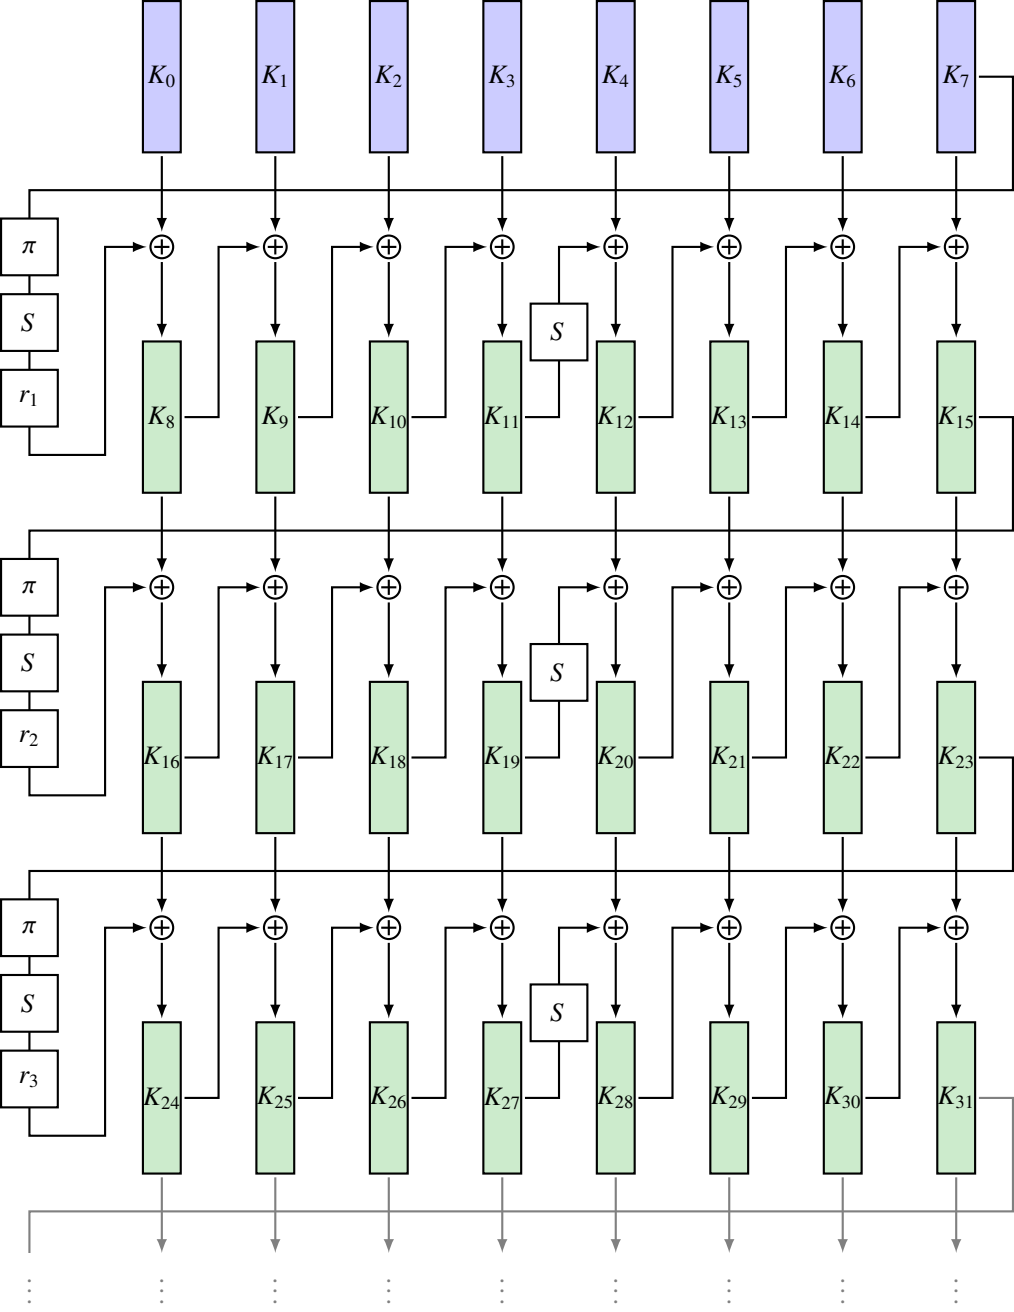 K₀ K₁ K₂ K₃ K₄ K₅ K₆ K₇
π
S S
r₁
K₈ K₉ K₁₀ K₁₁ K₁₂ K₁₃ K₁₄ K₁₅
π
S S
r₂
K₁₆ K₁₇ K₁₈ K₁₉ K₂₀ K₂₁ K₂₂ K₂₃
π
S S
r₃
K₂₄ K₂₅ K₂₆ K₂₇ K₂₈ K₂₉ K₃₀ K₃₁
⋮ ⋮ ⋮ ⋮ ⋮ ⋮ ⋮ ⋮ ⋮